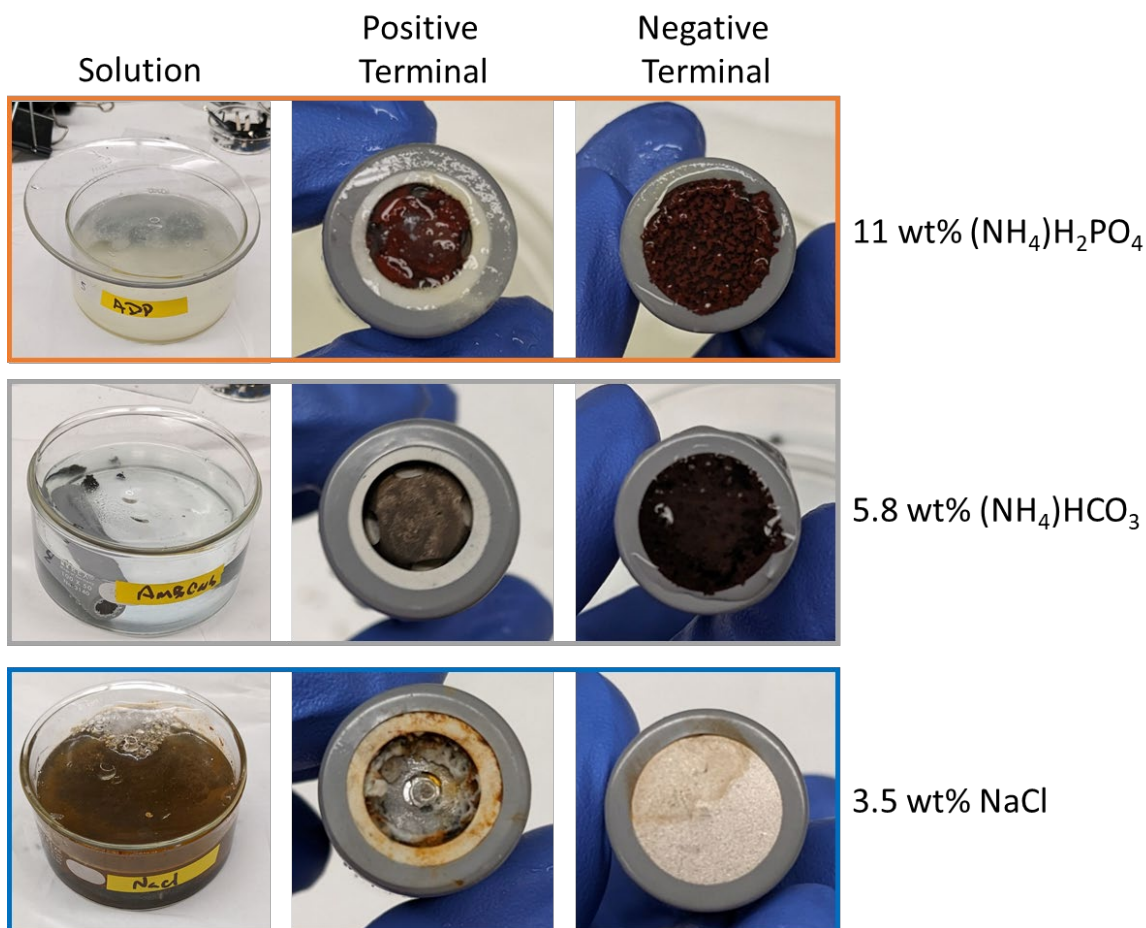 Solution
Positive
Terminal
Negative
Terminal
ADP
11 wt% (NH₄)H₂PO₄
5.8 wt% (NH₄)HCO₃
NaCl
3.5 wt% NaCl